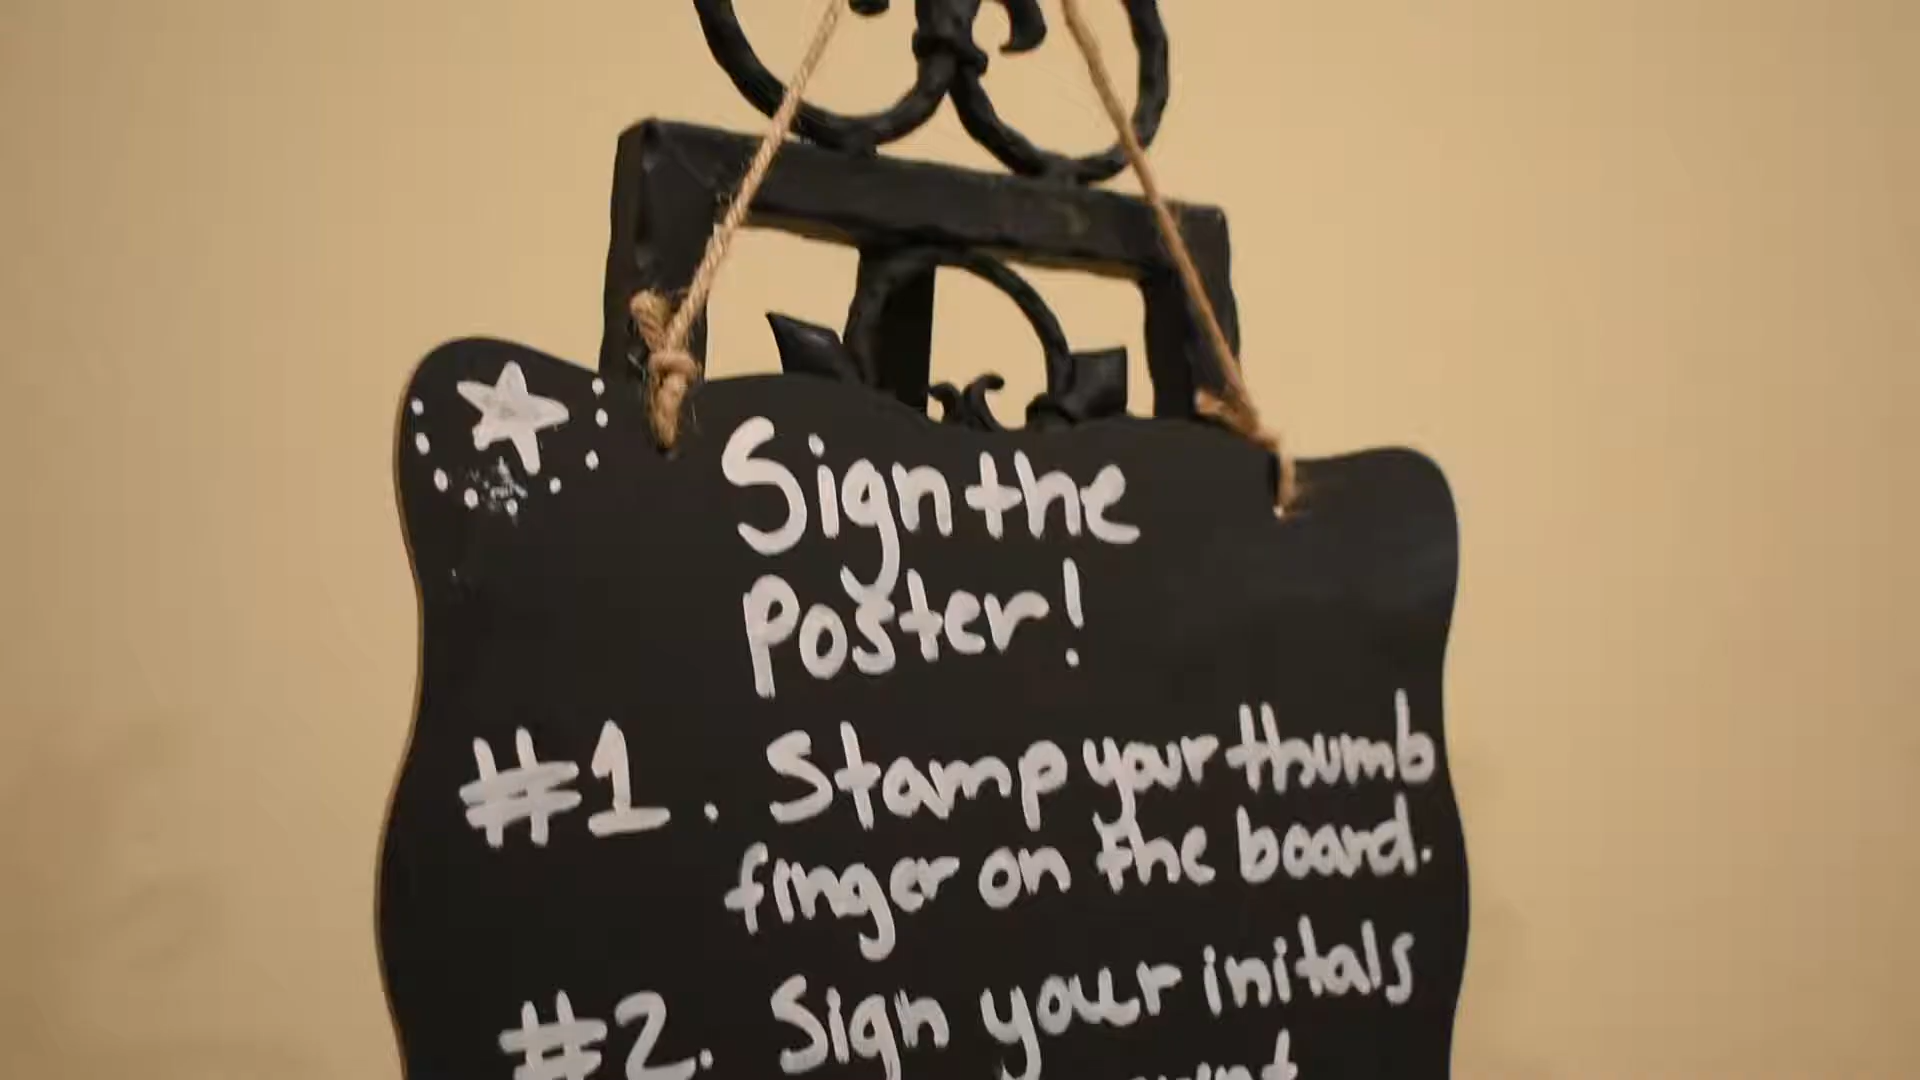 Sign the
Poster!
#1. Stamp your thumb
finger on the board.
#2. Sign your initals